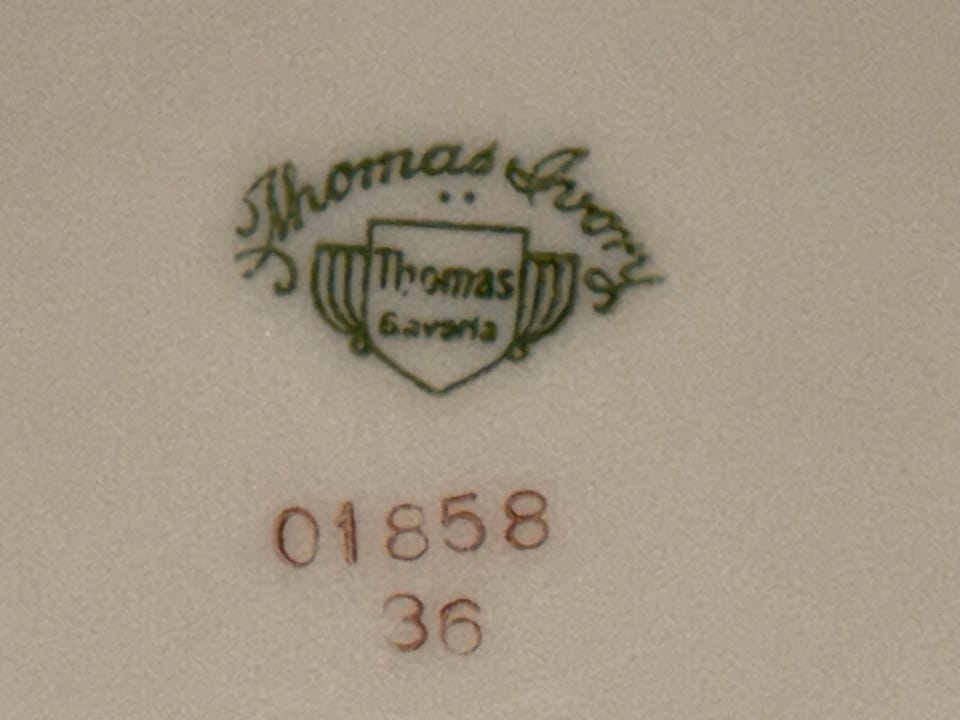 Thomas Ivory
Thomas
Bavaria
01858
36